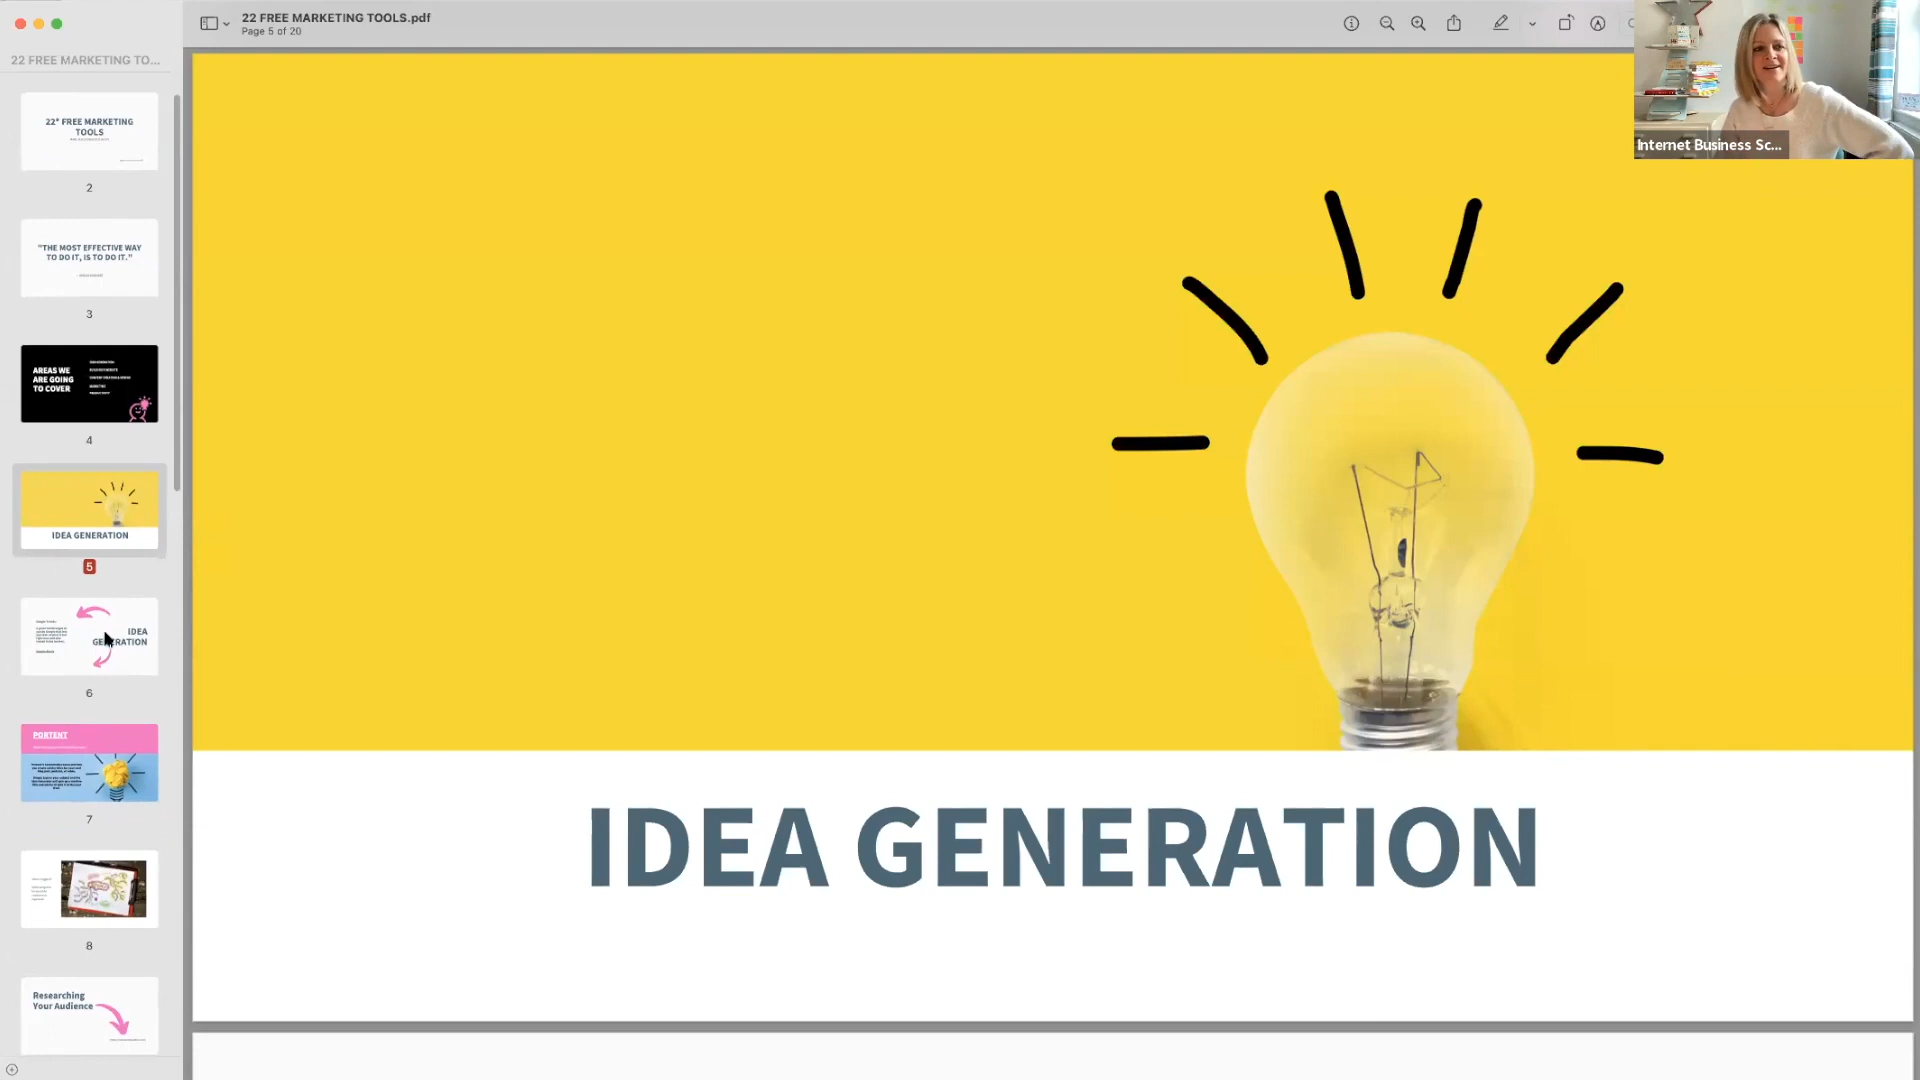 22 FREE MARKETING TOOLS.pdf
Page 5 of 20
22 FREE MARKETING TO...
22* FREE MARKETING
TOOLS
2
"THE MOST EFFECTIVE WAY
TO DO IT, IS TO DO IT."
3
AREAS WE
ARE GOING
TO COVER
4
IDEA GENERATION
5
IDEA
GENERATION
6
PORTENT
7
8
Researching
Your Audience
Internet Business Sc...
IDEA GENERATION